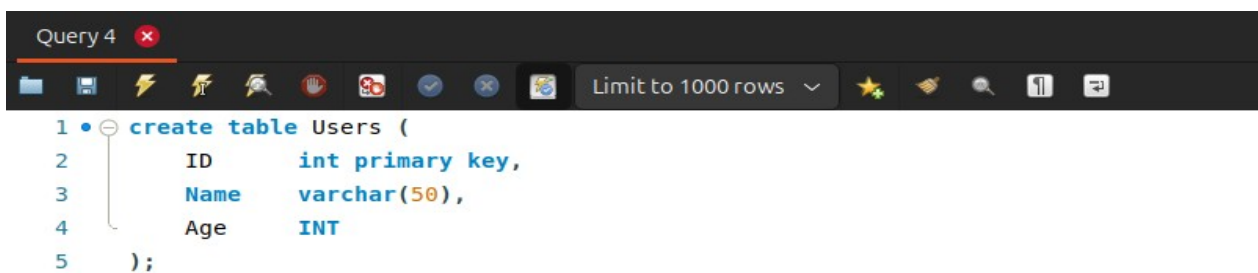 Query 4
Limit to 1000 rows
1 create table Users (
2 ID int primary key,
3 Name varchar(50),
4 Age INT
5 );